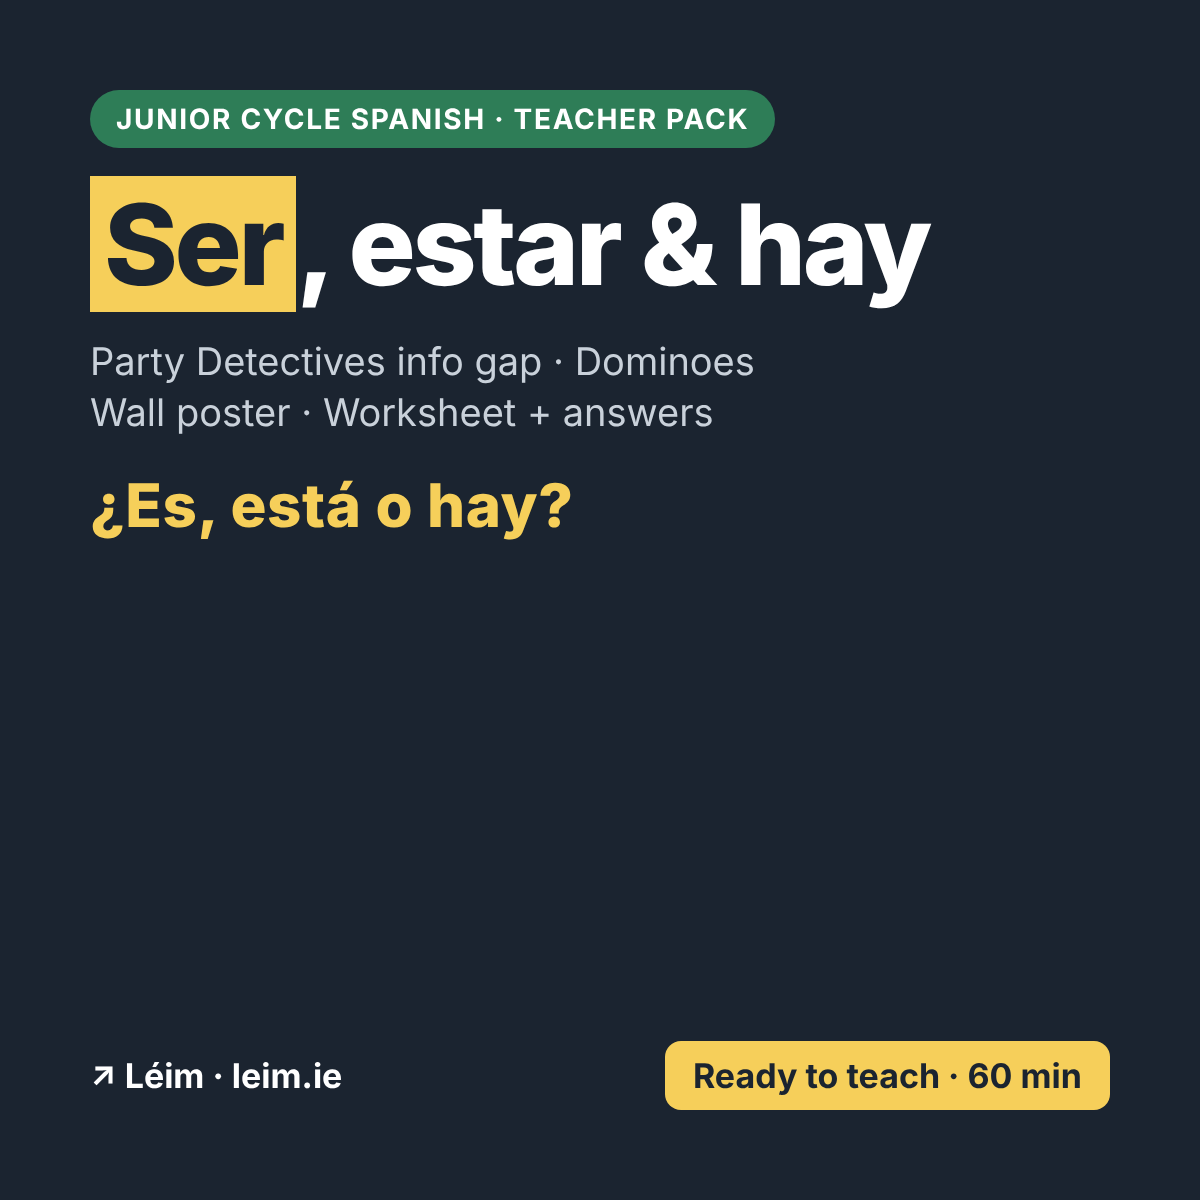 JUNIOR CYCLE SPANISH · TEACHER PACK
Ser, estar & hay
Party Detectives info gap · Dominoes
Wall poster · Worksheet + answers
¿Es, está o hay?
↗ Léim · leim.ie
Ready to teach · 60 min